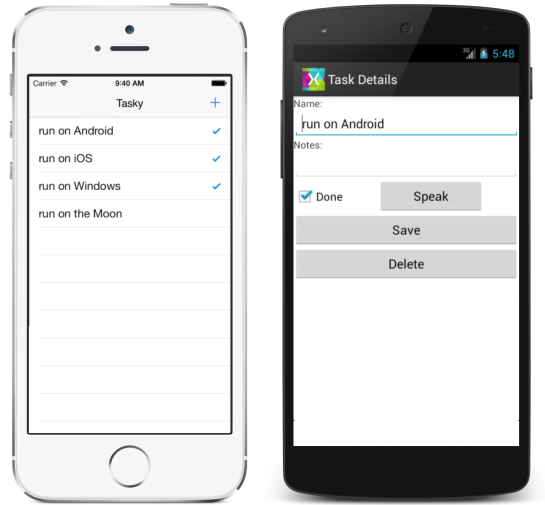 Carrier 9:40 AM
Tasky +
run on Android
run on iOS
run on Windows
run on the Moon
3G 5:48
X Task Details
Name:
run on Android
Notes:
Done Speak
Save
Delete